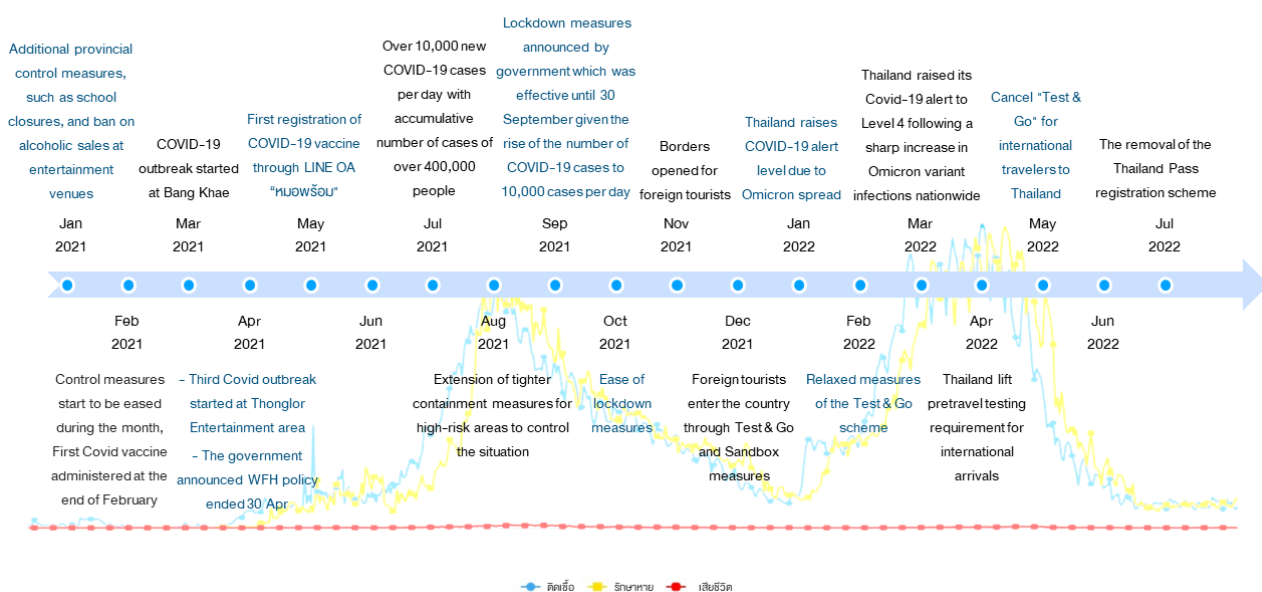 Additional provincial
control measures,
such as school
closures, and ban on
alcoholic sales at
entertainment
venues
Jan
2021
COVID-19
outbreak started
at Bang Khae
Mar
2021
First registration of
COVID-19 vaccine
through LINE OA
“หมอพร้อม”
May
2021
Over 10,000 new
COVID-19 cases
per day with
accumulative
number of cases of
over 400,000
people
Jul
2021
Lockdown measures
announced by
government which was
effective until 30
September given the
rise of the number of
COVID-19 cases to
10,000 cases per day
Sep
2021
Borders
opened for
foreign tourists
Nov
2021
Thailand raises
COVID-19 alert
level due to
Omicron spread
Jan
2022
Thailand raised its
Covid-19 alert to
Level 4 following a
sharp increase in
Omicron variant
infections nationwide
Mar
2022
Cancel "Test &
Go" for
international
travelers to
Thailand
May
2022
The removal of the
Thailand Pass
registration scheme
Jul
2022
Feb
2021
Control measures
start to be eased
during the month,
First Covid vaccine
administered at the
end of February
Apr
2021
- Third Covid outbreak
started at Thonglor
Entertainment area
- The government
announced WFH policy
ended 30 Apr
Jun
2021
Aug
2021
Extension of tighter
containment measures for
high-risk areas to control
the situation
Oct
2021
Ease of
lockdown
measures
Dec
2021
Foreign tourists
enter the country
through Test & Go
and Sandbox
measures
Feb
2022
Relaxed measures
of the Test & Go
scheme
Apr
2022
Thailand lift
pretravel testing
requirement for
international
arrivals
Jun
2022
ติดเชื้อ รักษาหาย เสียชีวิต